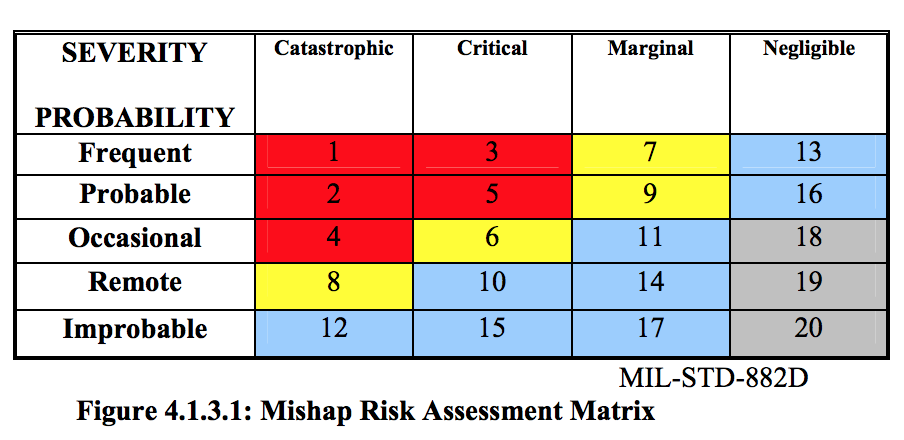 SEVERITY Catastrophic Critical Marginal Negligible
PROBABILITY
Frequent 1 3 7 13
Probable 2 5 9 16
Occasional 4 6 11 18
Remote 8 10 14 19
Improbable 12 15 17 20
MIL-STD-882D
Figure 4.1.3.1: Mishap Risk Assessment Matrix